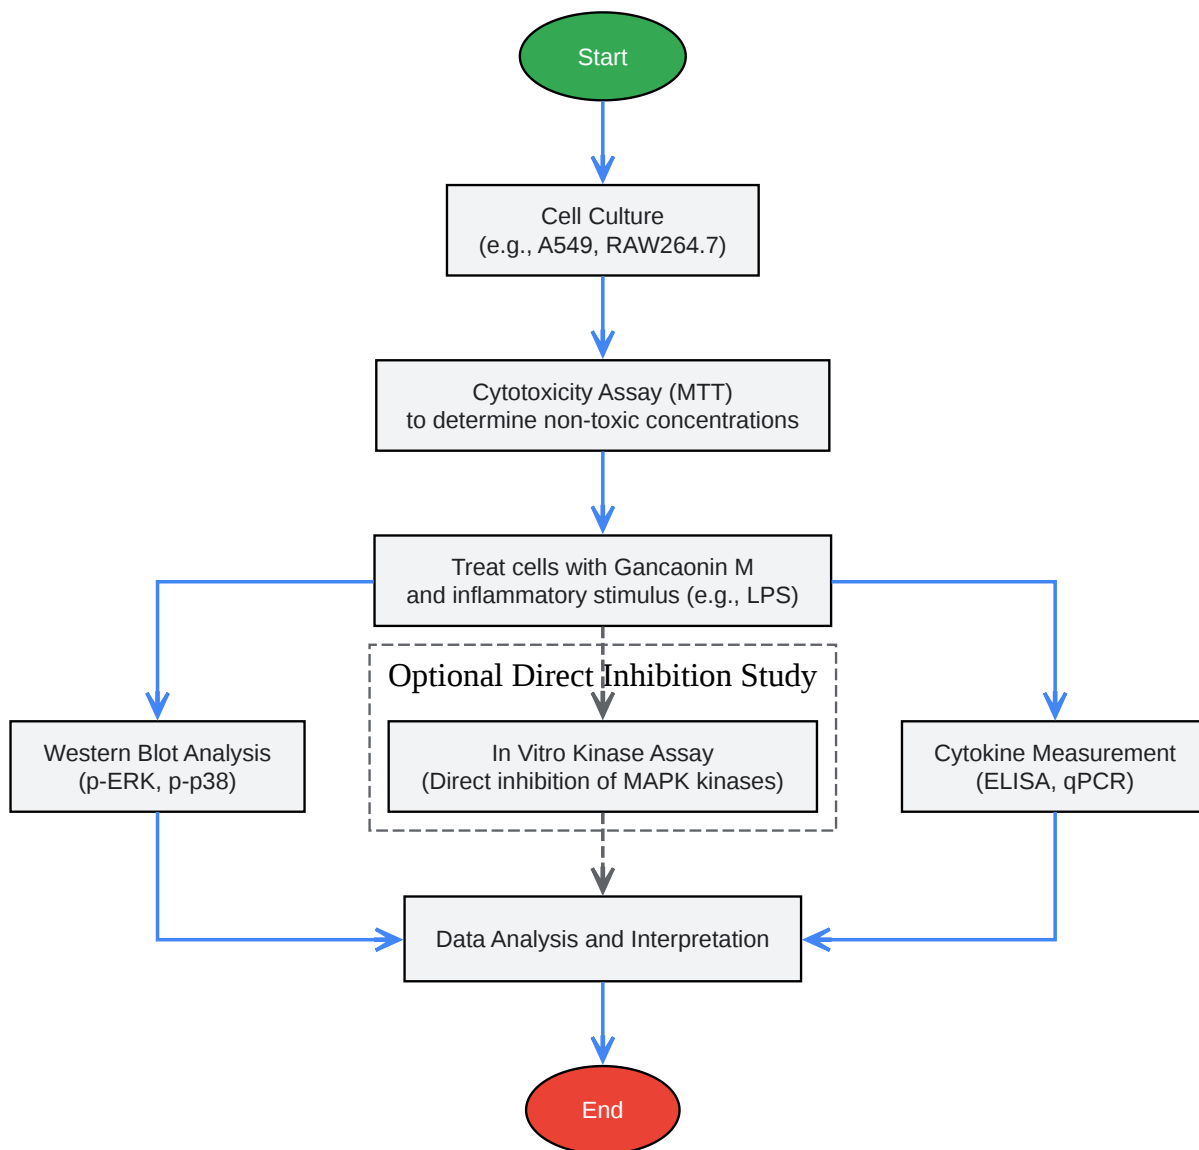 Start
Cell Culture
(e.g., A549, RAW264.7)
Cytotoxicity Assay (MTT)
to determine non-toxic concentrations
Treat cells with Gancaonin M
and inflammatory stimulus (e.g., LPS)
Optional Direct Inhibition Study
Western Blot Analysis
(p-ERK, p-p38)
In Vitro Kinase Assay
(Direct inhibition of MAPK kinases)
Cytokine Measurement
(ELISA, qPCR)
Data Analysis and Interpretation
End